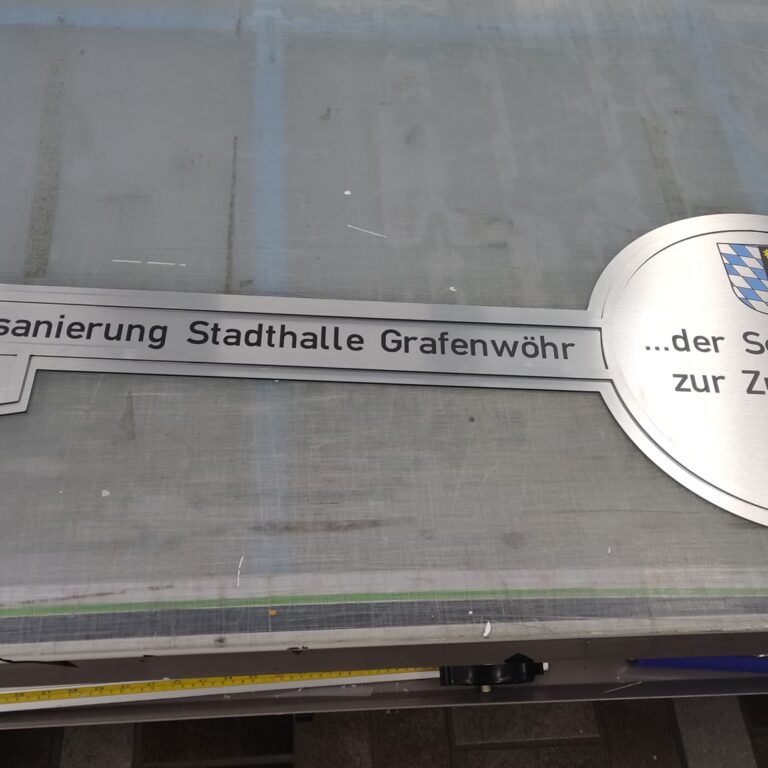 sanierung Stadthalle Grafenwöhr
...der
zur